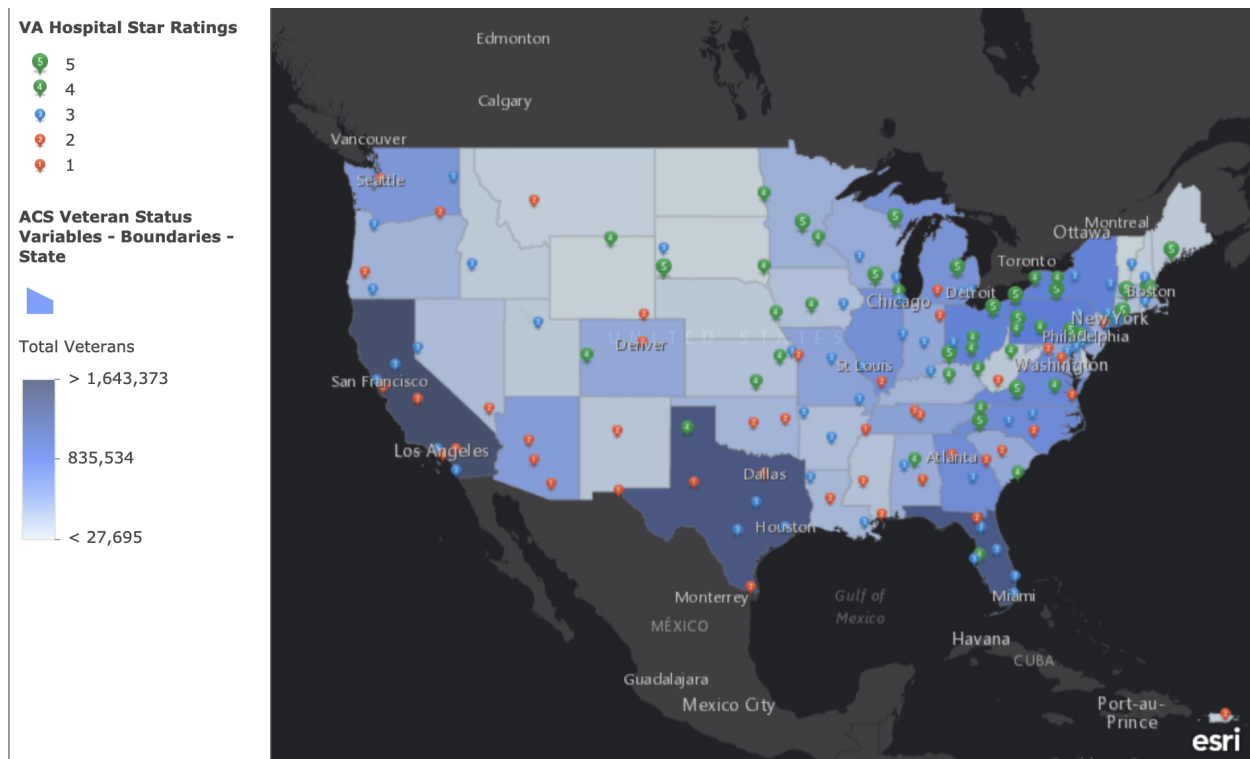 VA Hospital Star Ratings
5
4
3
2
1
ACS Veteran Status
Variables - Boundaries -
State
Total Veterans
> 1,643,373
835,534
< 27,695
Edmonton
Calgary
Vancouver
Seattle
Montreal
Ottawa
Toronto
Boston
Detroit
Chicago
New York
UNITED STATES
Denver
Philadelphia
St Louis
Washington
San Francisco
Los Angeles
Atlanta
Dallas
Houston
Monterrey
Gulf of
Mexico
Miami
MÉXICO
Havana
CUBA
Guadalajara
Mexico City
Port-au-
Prince
esri